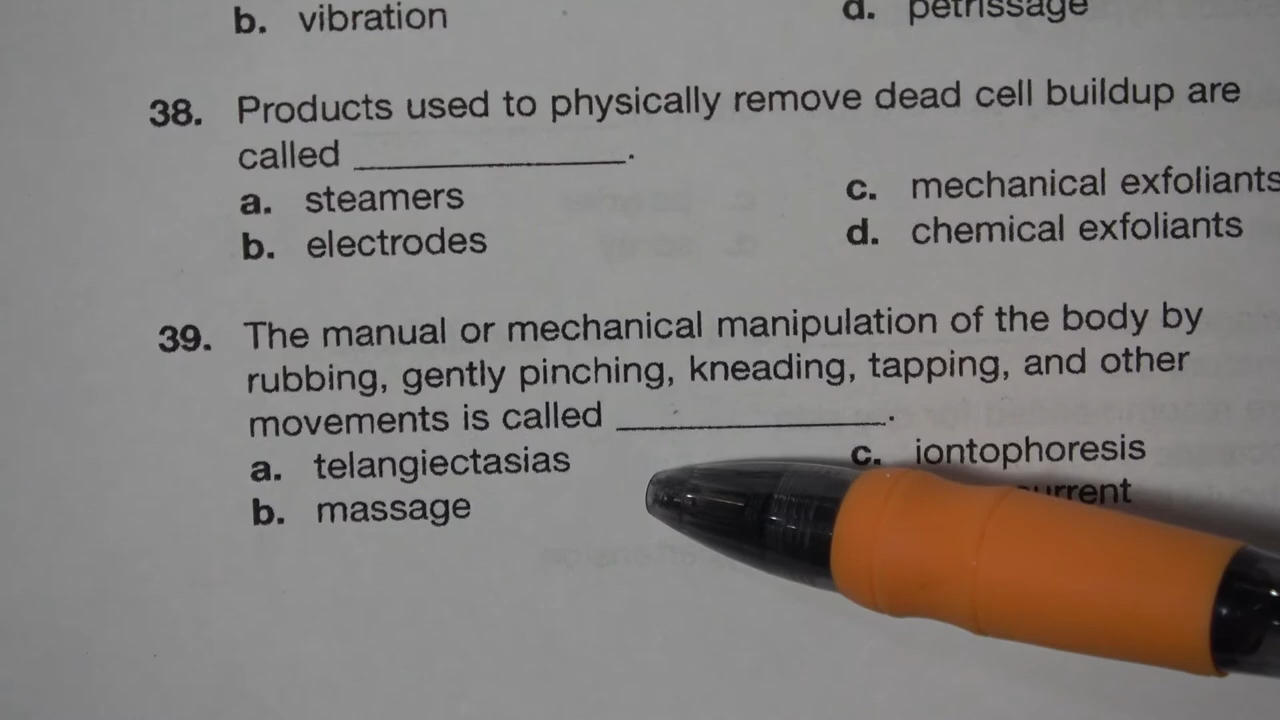 b. vibration
d. petrissage
38. Products used to physically remove dead cell buildup are
called ____________.
a. steamers
c. mechanical exfoliants
b. electrodes
d. chemical exfoliants
39. The manual or mechanical manipulation of the body by
rubbing, gently pinching, kneading, tapping, and other
movements is called ____________.
a. telangiectasias
c. iontophoresis
b. massage